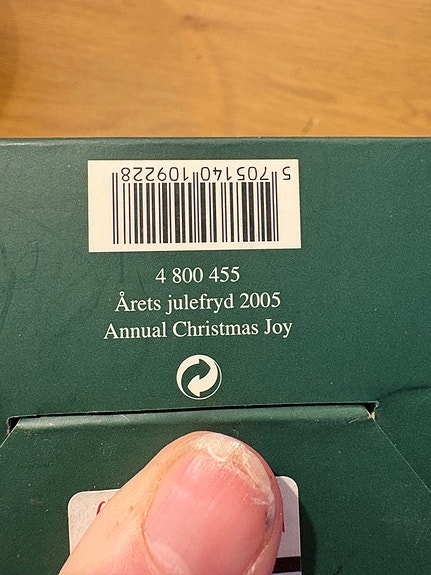 5 705140 109228
4 800 455
Årets julefryd 2005
Annual Christmas Joy